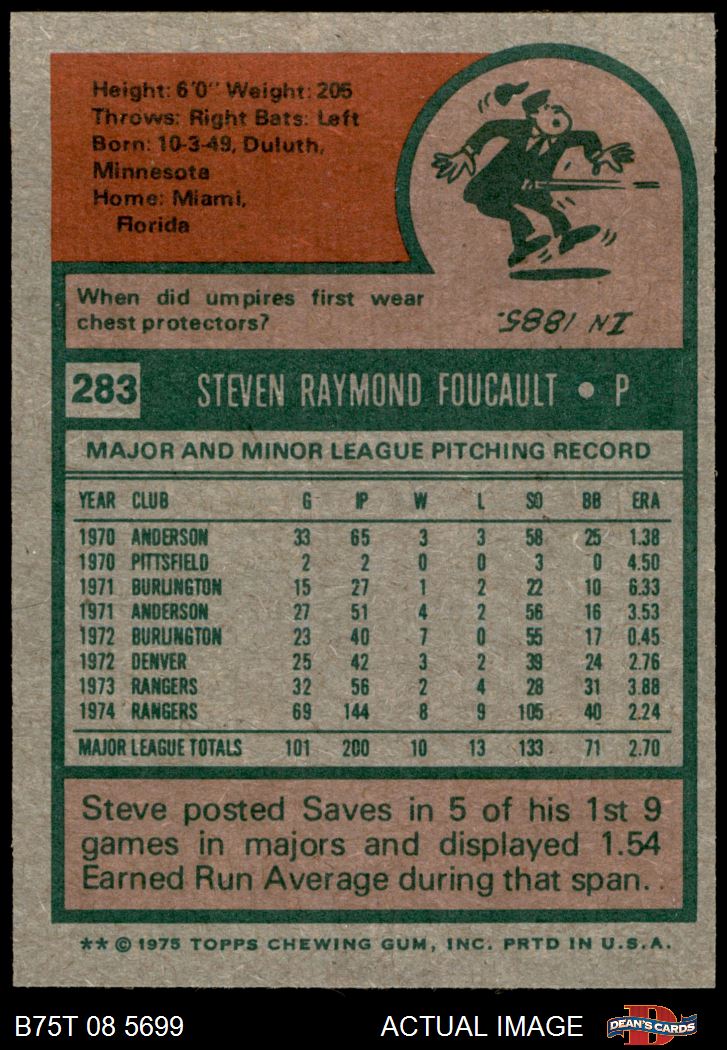 Height: 6'0" Weight: 205
Throws: Right Bats: Left
Born: 10-3-49, Duluth,
Minnesota
Home: Miami,
Florida
When did umpires first wear
chest protectors?
IN 1885.
283 STEVEN RAYMOND FOUCAULT • P
MAJOR AND MINOR LEAGUE PITCHING RECORD
YEAR CLUB G IP W L SO BB ERA
1970 ANDERSON 33 65 3 3 58 25 1.38
1970 PITTSFIELD 2 2 0 0 3 0 4.50
1971 BURLINGTON 15 27 1 2 22 10 6.33
1971 ANDERSON 27 51 4 2 56 16 3.53
1972 BURLINGTON 23 40 7 0 55 17 0.45
1972 DENVER 25 42 3 2 39 24 2.76
1973 RANGERS 32 56 2 4 28 31 3.88
1974 RANGERS 69 144 8 9 105 40 2.24
MAJOR LEAGUE TOTALS 101 200 10 13 133 71 2.70
Steve posted Saves in 5 of his 1st 9
games in majors and displayed 1.54
Earned Run Average during that span.
** © 1975 TOPPS CHEWING GUM, INC. PRTD IN U.S.A.
B75T 08 5699 ACTUAL IMAGE DEAN'S CARDS